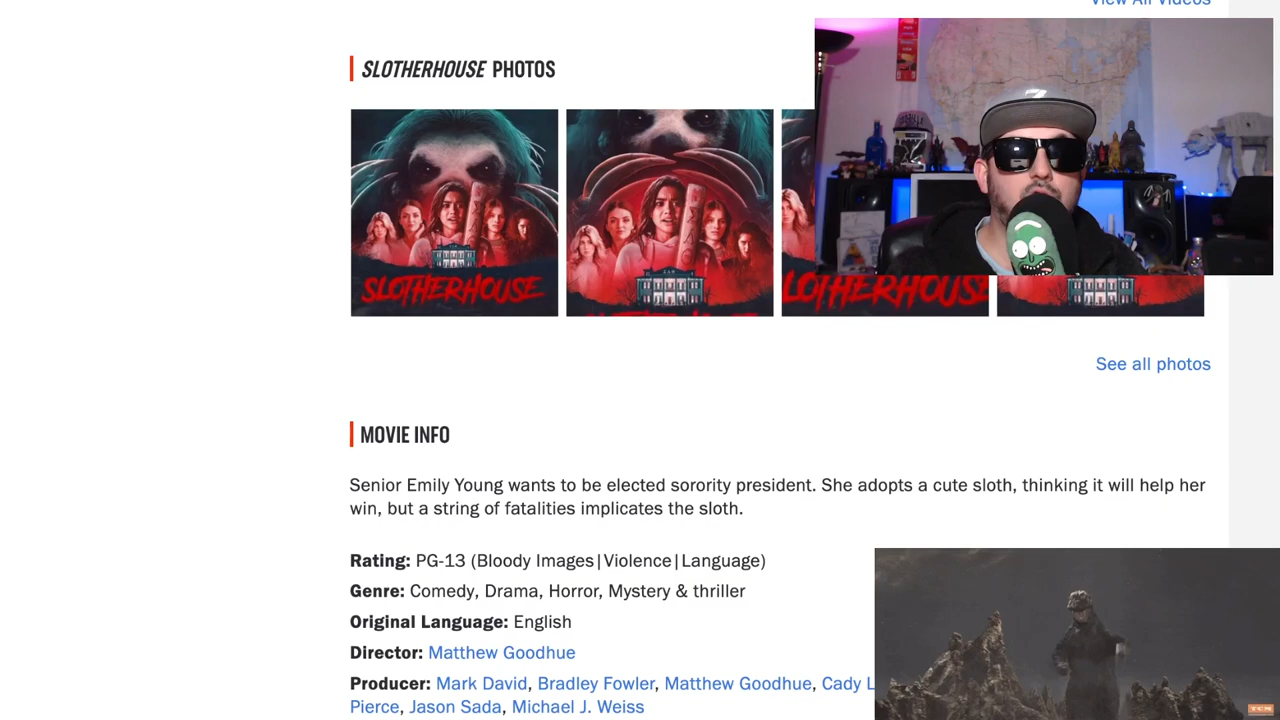 View All Videos
SLOTHERHOUSE PHOTOS
SLOTHERHOUSE
SLOTHERHOUSE
See all photos
MOVIE INFO
Senior Emily Young wants to be elected sorority president. She adopts a cute sloth, thinking it will help her
win, but a string of fatalities implicates the sloth.
Rating: PG-13 (Bloody Images|Violence|Language)
Genre: Comedy, Drama, Horror, Mystery & thriller
Original Language: English
Director: Matthew Goodhue
Producer: Mark David, Bradley Fowler, Matthew Goodhue, Cady L
Pierce, Jason Sada, Michael J. Weiss
TCM